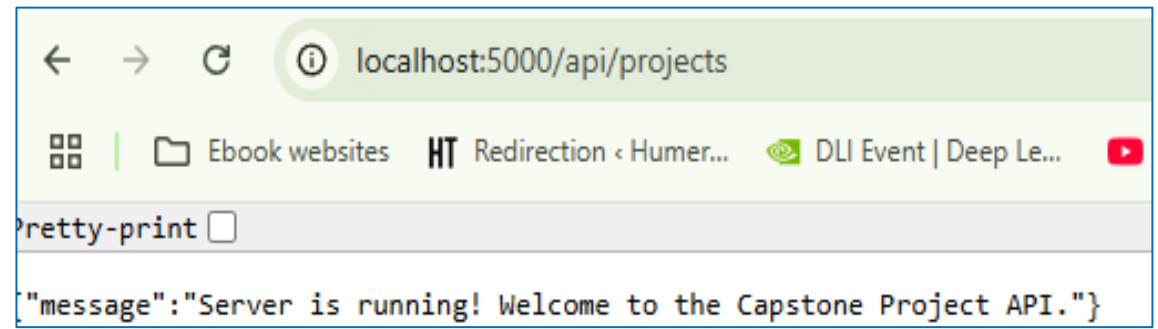 localhost:5000/api/projects
Ebook websites HT Redirection ‹ Humer... DLI Event | Deep Le...
Pretty-print
{"message":"Server is running! Welcome to the Capstone Project API."}